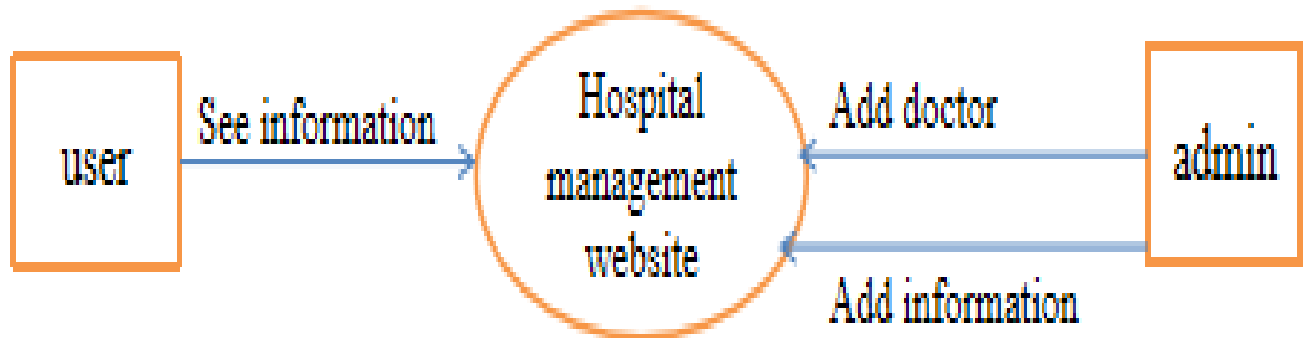 user
See information
Hospital
management
website
Add doctor
Add information
admin